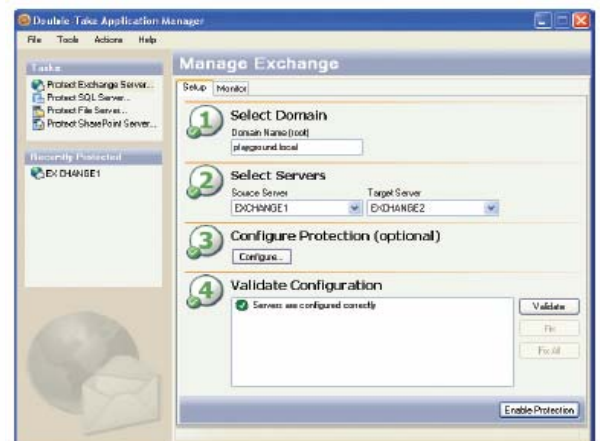 Double-Take Application Manager
File Tools Actions Help
Tasks
Protect Exchange Server...
Protect SQL Server...
Protect File Server...
Protect SharePoint Server...
Recently Protected
EXCHANGE1
Manage Exchange
Setup Monitor
1 Select Domain
Domain Name (root)
playground.local
2 Select Servers
Source Server Target Server
EXCHANGE1 EXCHANGE2
3 Configure Protection (optional)
Configure...
4 Validate Configuration
Servers are configured correctly
Validate
Fix
Fix All
Enable Protection